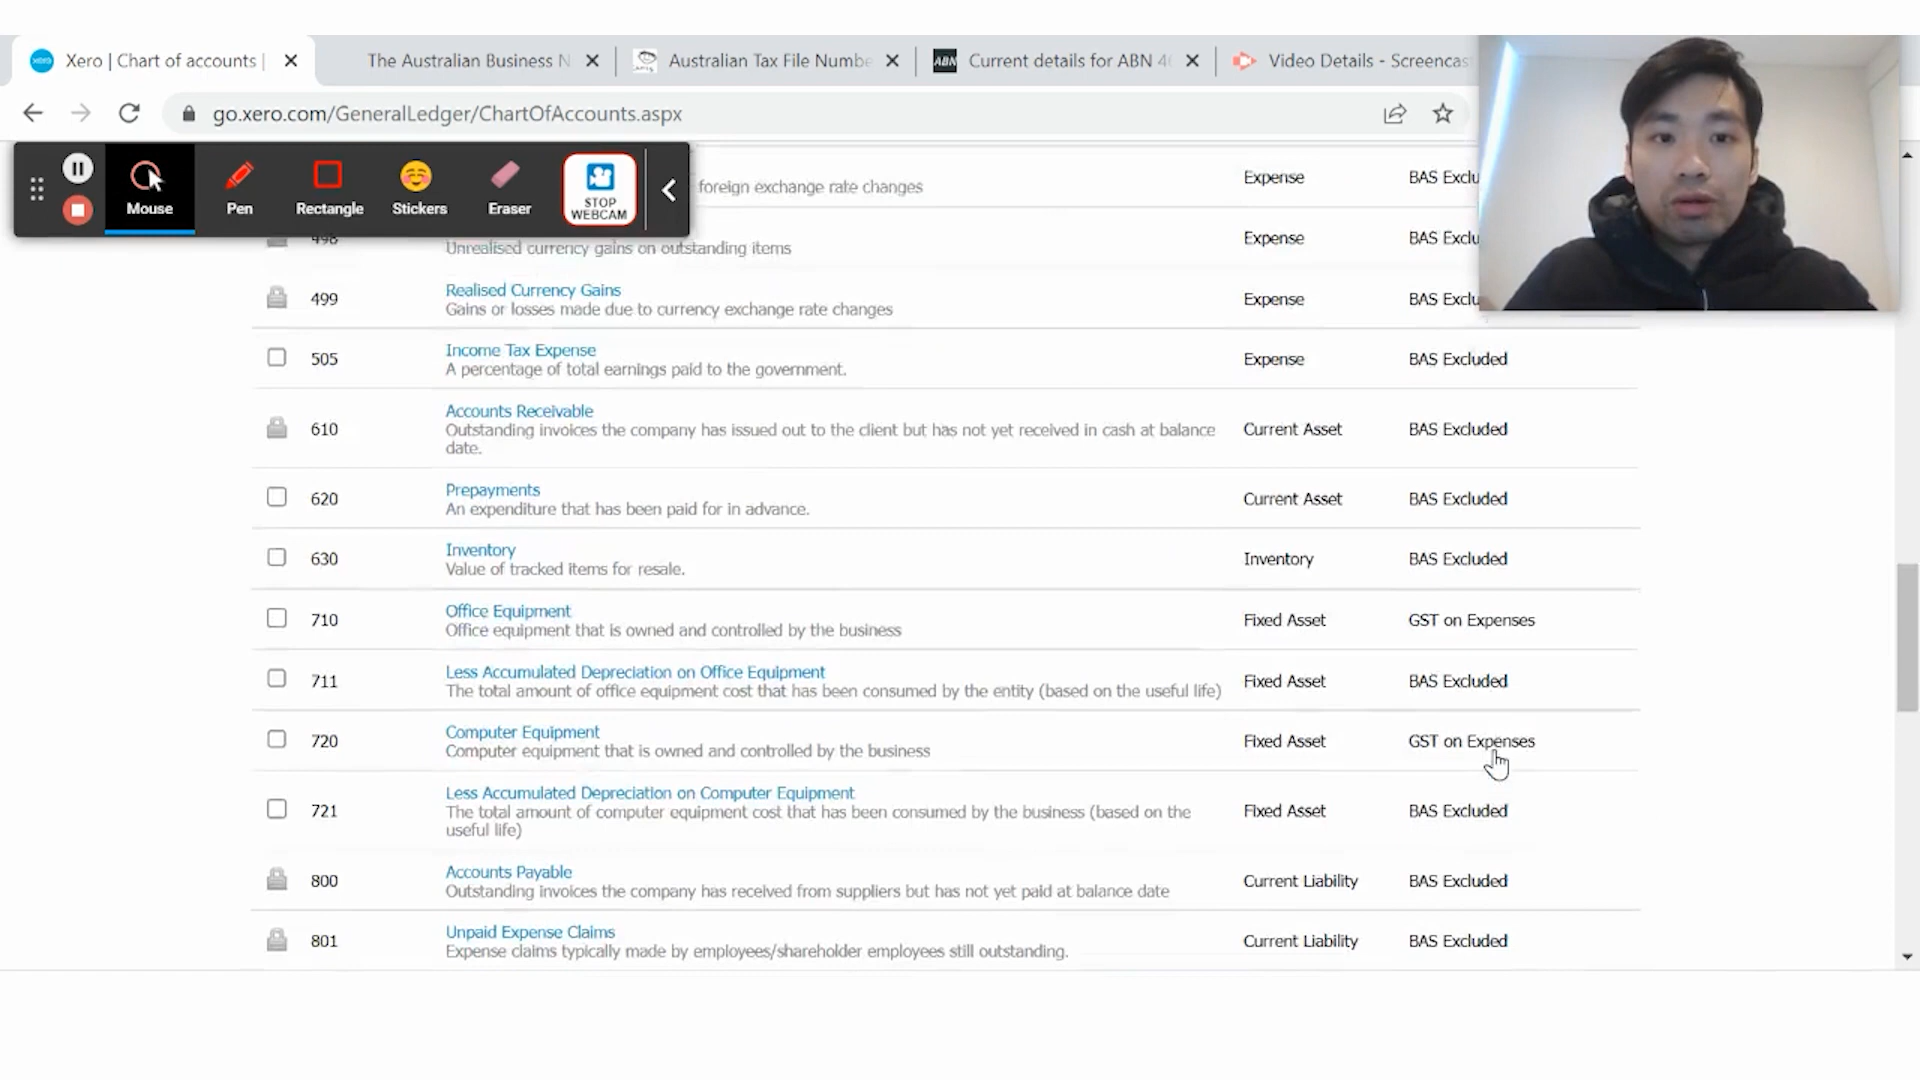 Xero | Chart of accounts |
The Australian Business N
Australian Tax File Numbe
ABN
Current details for ABN 4
Video Details - Screencas
go.xero.com/GeneralLedger/ChartOfAccounts.aspx
Mouse
Pen
Rectangle
Stickers
Eraser
STOP
WEBCAM
foreign exchange rate changes
Expense
BAS Exclu
498
Unrealised currency gains on outstanding items
Expense
BAS Exclu
499
Realised Currency Gains
Gains or losses made due to currency exchange rate changes
Expense
BAS Exclu
505
Income Tax Expense
A percentage of total earnings paid to the government.
Expense
BAS Excluded
610
Accounts Receivable
Outstanding invoices the company has issued out to the client but has not yet received in cash at balance
date.
Current Asset
BAS Excluded
620
Prepayments
An expenditure that has been paid for in advance.
Current Asset
BAS Excluded
630
Inventory
Value of tracked items for resale.
Inventory
BAS Excluded
710
Office Equipment
Office equipment that is owned and controlled by the business
Fixed Asset
GST on Expenses
711
Less Accumulated Depreciation on Office Equipment
The total amount of office equipment cost that has been consumed by the entity (based on the useful life)
Fixed Asset
BAS Excluded
720
Computer Equipment
Computer equipment that is owned and controlled by the business
Fixed Asset
GST on Expenses
721
Less Accumulated Depreciation on Computer Equipment
The total amount of computer equipment cost that has been consumed by the business (based on the
useful life)
Fixed Asset
BAS Excluded
800
Accounts Payable
Outstanding invoices the company has received from suppliers but has not yet paid at balance date
Current Liability
BAS Excluded
801
Unpaid Expense Claims
Expense claims typically made by employees/shareholder employees still outstanding.
Current Liability
BAS Excluded